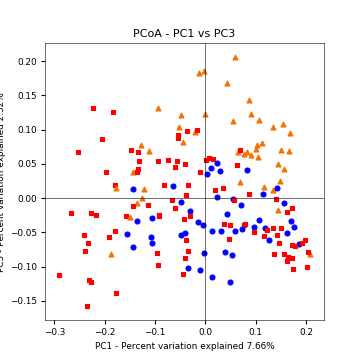 PCoA - PC1 vs PC3
0.20
0.15
0.10
0.05
0.00
−0.05
−0.10
−0.15
PC3 - Percent variation explained 2.52%
−0.3 −0.2 −0.1 0.0 0.1 0.2
PC1 - Percent variation explained 7.66%